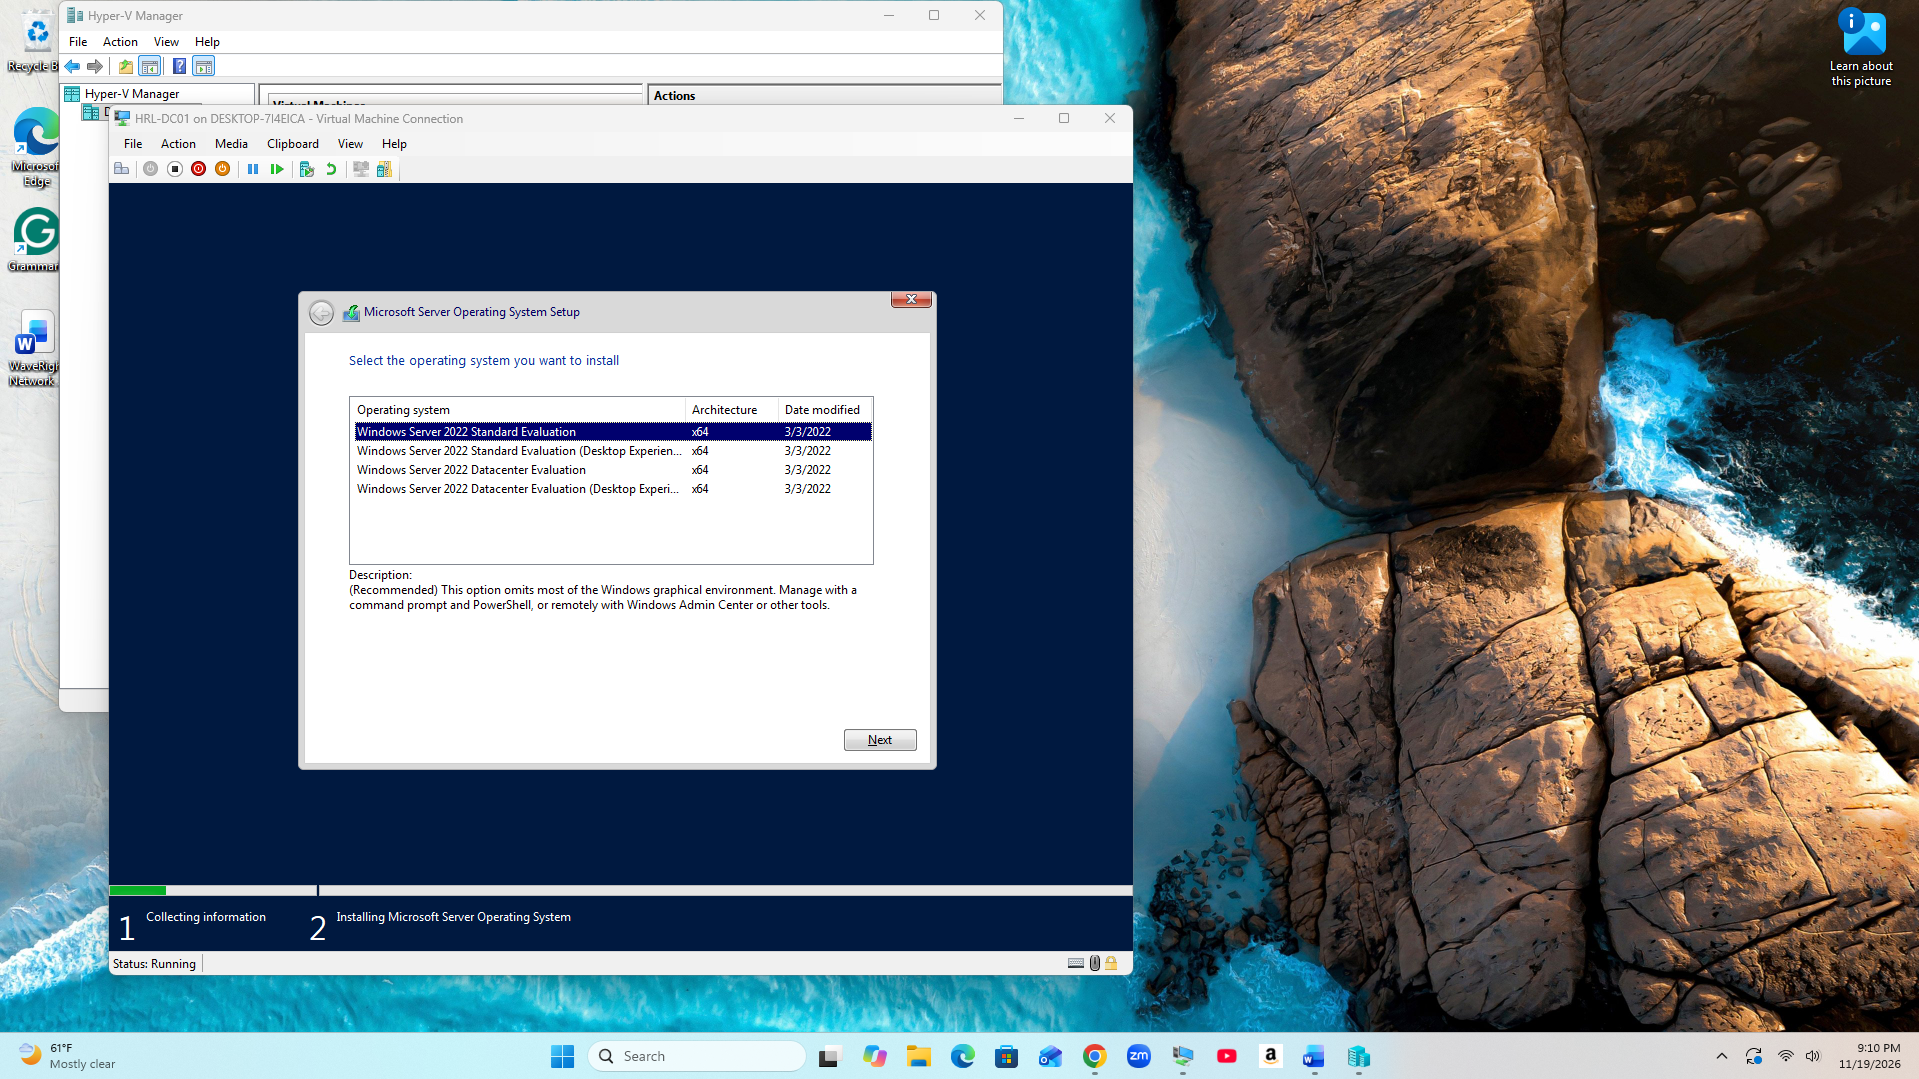 Hyper-V Manager
File Action View Help
Hyper-V Manager
Actions
HRL-DC01 on DESKTOP-7I4EICA - Virtual Machine Connection
File Action Media Clipboard View Help
Microsoft Server Operating System Setup
Select the operating system you want to install
Operating system Architecture Date modified
Windows Server 2022 Standard Evaluation x64 3/3/2022
Windows Server 2022 Standard Evaluation (Desktop Experien... x64 3/3/2022
Windows Server 2022 Datacenter Evaluation x64 3/3/2022
Windows Server 2022 Datacenter Evaluation (Desktop Experi... x64 3/3/2022
Description:
(Recommended) This option omits most of the Windows graphical environment. Manage with a
command prompt and PowerShell, or remotely with Windows Admin Center or other tools.
Next
1 Collecting information 2 Installing Microsoft Server Operating System
Status: Running
Recycle B
Microsof
Edge
Grammar
W
WaveRigh
Network
Learn about
this picture
61°F
Mostly clear
Search
zm
a
W
9:10 PM
11/19/2026